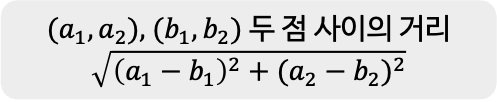 (a₁, a₂), (b₁, b₂) 두 점 사이의 거리
√((a₁ − b₁)² + (a₂ − b₂)²)